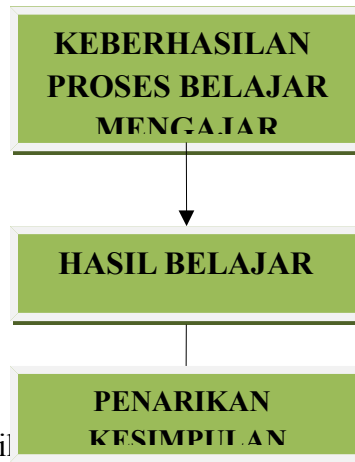 KEBERHASILAN
PROSES BELAJAR
MENGAJAR
HASIL BELAJAR
PENARIKAN
KESIMPULAN